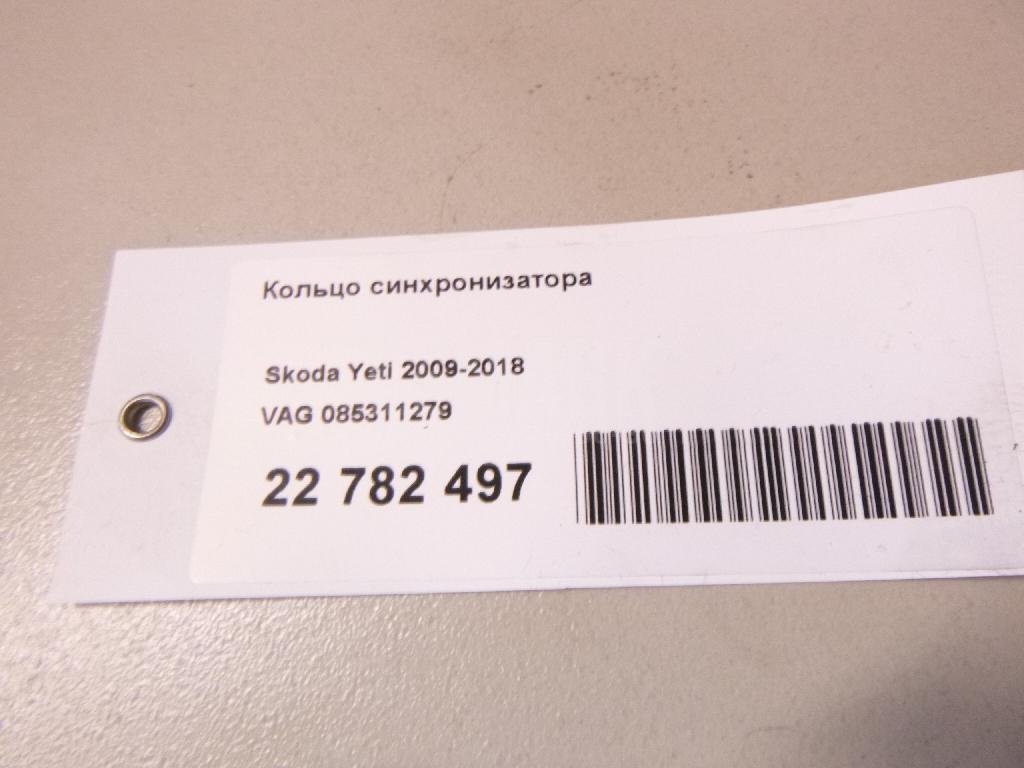 Кольцо синхронизатора
Skoda Yeti 2009-2018
VAG 085311279
22 782 497